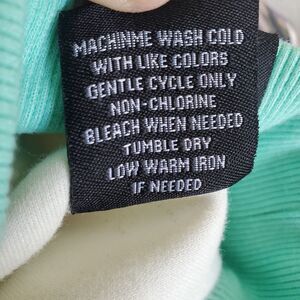 MACHINME WASH COLD
WITH LIKE COLORS
GENTLE CYCLE ONLY
NON-CHLORINE
BLEACH WHEN NEEDED
TUMBLE DRY
LOW WARM IRON
IF NEEDED